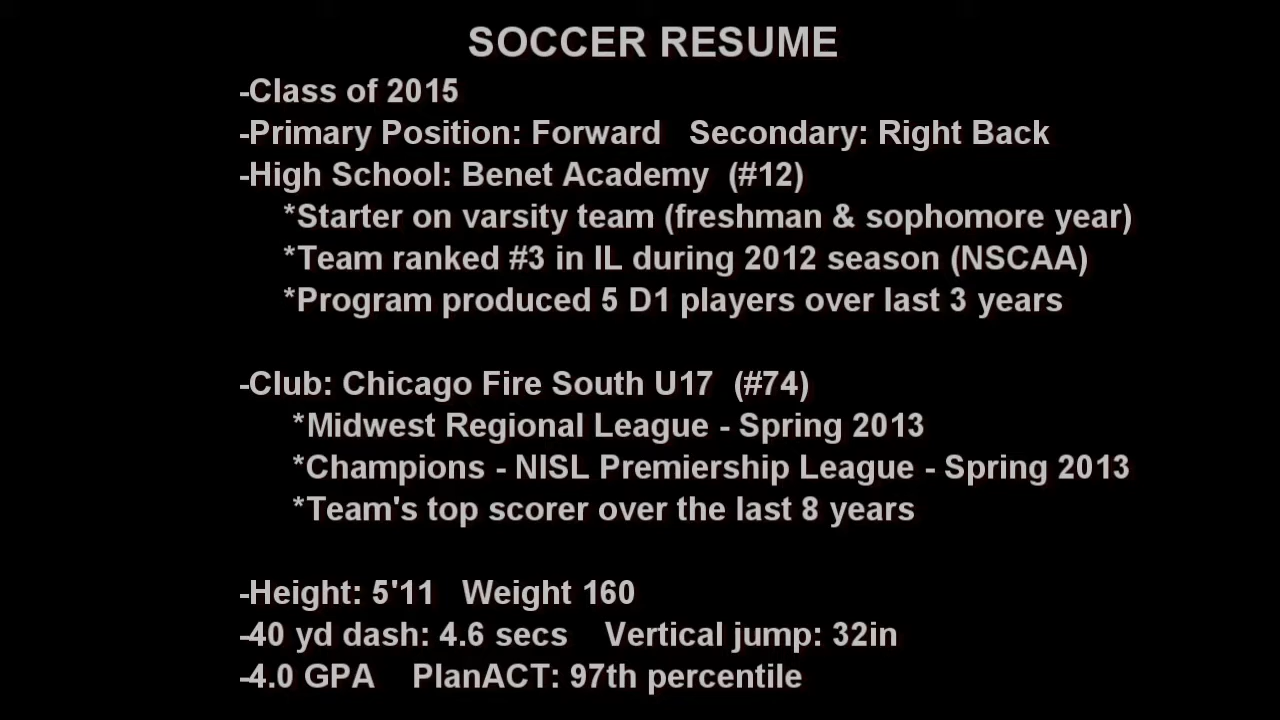 SOCCER RESUME
-Class of 2015
-Primary Position: Forward Secondary: Right Back
-High School: Benet Academy (#12)
*Starter on varsity team (freshman & sophomore year)
*Team ranked #3 in IL during 2012 season (NSCAA)
*Program produced 5 D1 players over last 3 years
-Club: Chicago Fire South U17 (#74)
*Midwest Regional League - Spring 2013
*Champions - NISL Premiership League - Spring 2013
*Team's top scorer over the last 8 years
-Height: 5'11 Weight 160
-40 yd dash: 4.6 secs Vertical jump: 32in
-4.0 GPA PlanACT: 97th percentile